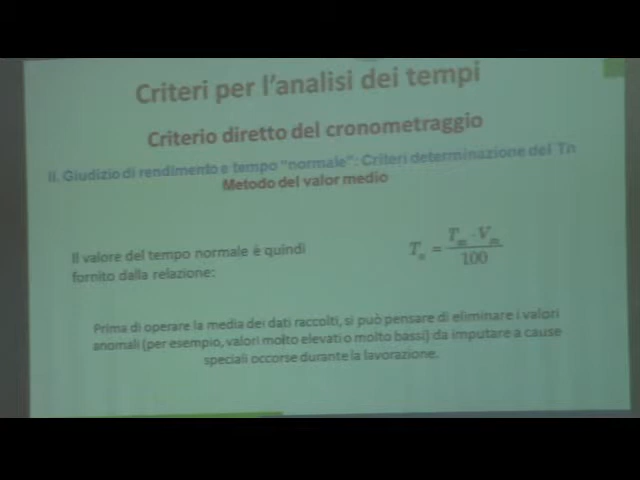 Criteri per l'analisi dei tempi
Criterio diretto del cronometraggio
II. Giudizio di rendimento e tempo "normale": Criteri determinazione del Tn
Metodo del valor medio
Il valore del tempo normale è quindi
fornito dalla relazione:
Tn = Tm · Vm / 100
Prima di operare la media dei dati raccolti, si può pensare di eliminare i valori
anomali (per esempio, valori molto elevati o molto bassi) da imputare a cause
speciali occorse durante la lavorazione.